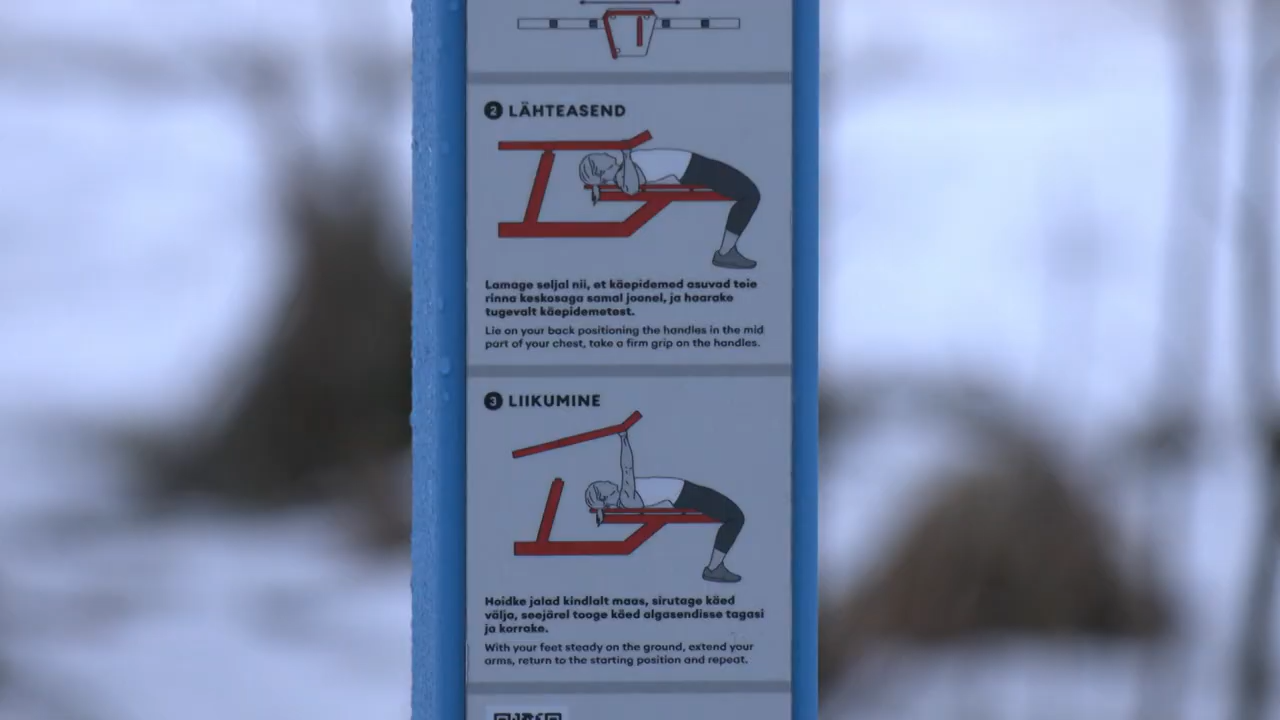 2 LÄHTEASEND
Lamage seljal nii, et käepidemed asuvad teie
rinna keskosaga samal joonel, ja haarake
tugevalt käepidemetest.
Lie on your back positioning the handles in the mid
part of your chest, take a firm grip on the handles.
3 LIIKUMINE
Hoidke jalad kindlalt maas, sirutage käed
välja, seejärel tooge käed algasendisse tagasi
ja korrake.
With your feet steady on the ground, extend your
arms, return to the starting position and repeat.